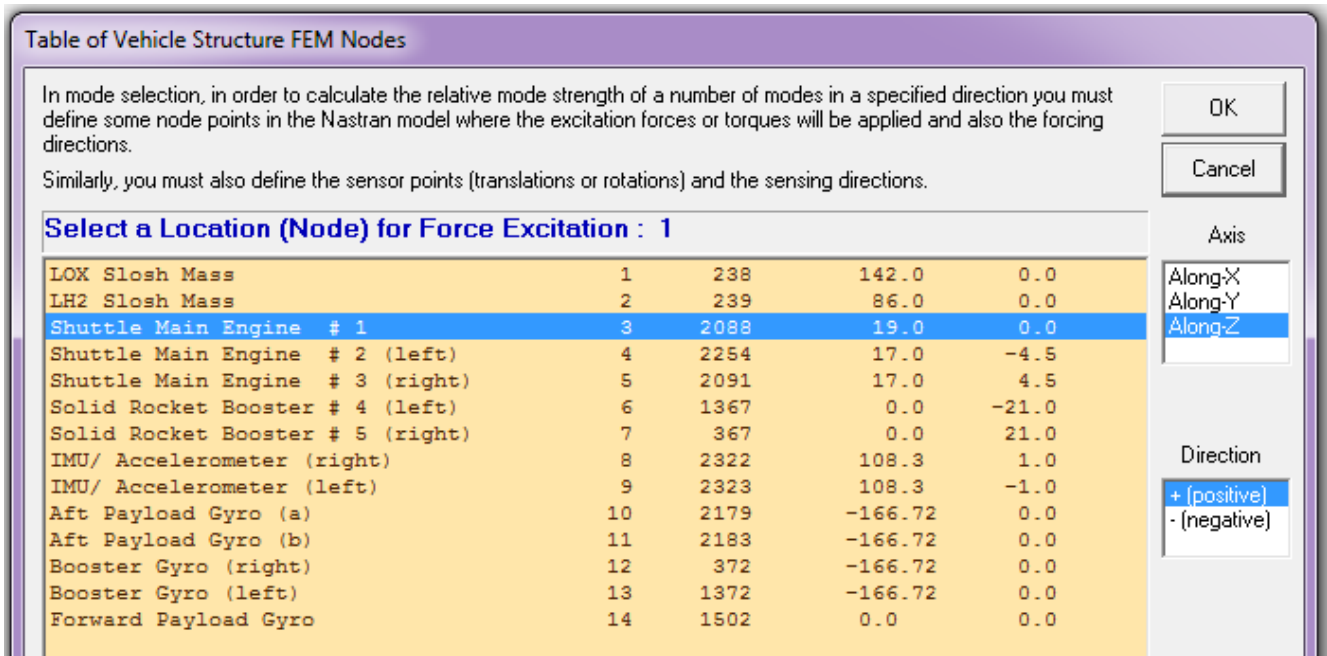 Table of Vehicle Structure FEM Nodes
In mode selection, in order to calculate the relative mode strength of a number of modes in a specified direction you must
define some node points in the Nastran model where the excitation forces or torques will be applied and also the forcing
directions.
Similarly, you must also define the sensor points (translations or rotations) and the sensing directions.
OK
Cancel
Select a Location (Node) for Force Excitation : 1
LOX Slosh Mass 1 238 142.0 0.0
LH2 Slosh Mass 2 239 86.0 0.0
Shuttle Main Engine # 1 3 2088 19.0 0.0
Shuttle Main Engine # 2 (left) 4 2254 17.0 -4.5
Shuttle Main Engine # 3 (right) 5 2091 17.0 4.5
Solid Rocket Booster # 4 (left) 6 1367 0.0 -21.0
Solid Rocket Booster # 5 (right) 7 367 0.0 21.0
IMU/ Accelerometer (right) 8 2322 108.3 1.0
IMU/ Accelerometer (left) 9 2323 108.3 -1.0
Aft Payload Gyro (a) 10 2179 -166.72 0.0
Aft Payload Gyro (b) 11 2183 -166.72 0.0
Booster Gyro (right) 12 372 -166.72 0.0
Booster Gyro (left) 13 1372 -166.72 0.0
Forward Payload Gyro 14 1502 0.0 0.0
Axis
Along-X
Along-Y
Along-Z
Direction
+ (positive)
- (negative)